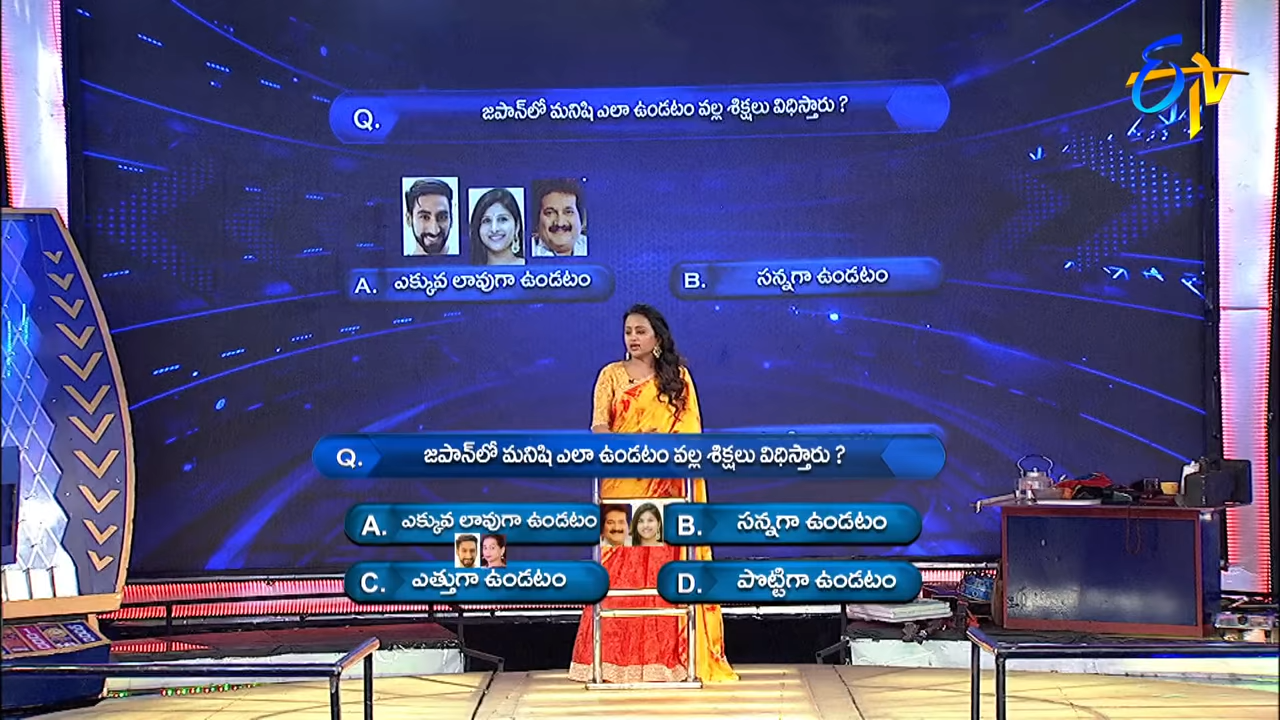 ETV
Q. జపాన్‌లో మనిషి ఎలా ఉండటం వల్ల శిక్షలు విధిస్తారు ?
A. ఎక్కువ లావుగా ఉండటం
B. సన్నగా ఉండటం
Q. జపాన్‌లో మనిషి ఎలా ఉండటం వల్ల శిక్షలు విధిస్తారు ?
A. ఎక్కువ లావుగా ఉండటం
B. సన్నగా ఉండటం
C. ఎత్తుగా ఉండటం
D. పొట్టిగా ఉండటం